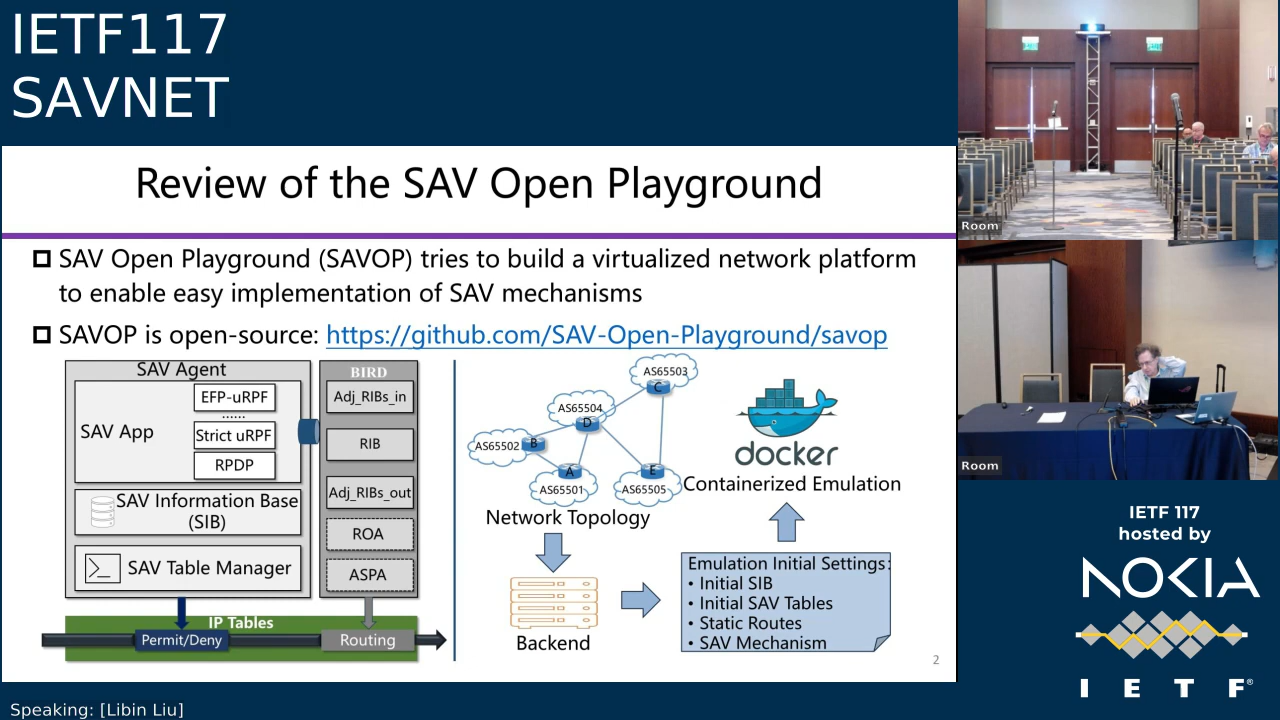 IETF117
SAVNET
Review of the SAV Open Playground
SAV Open Playground (SAVOP) tries to build a virtualized network platform
to enable easy implementation of SAV mechanisms
SAVOP is open-source: https://github.com/SAV-Open-Playground/savop
SAV Agent
SAV App
EFP-uRPF
......
Strict uRPF
RPDP
SAV Information Base
(SIB)
SAV Table Manager
BIRD
Adj_RIBs_in
RIB
Adj_RIBs_out
ROA
ASPA
IP Tables
Permit/Deny
Routing
AS65503
C
AS65504
D
AS65502
B
A
AS65501
E
AS65505
Network Topology
Backend
docker
Containerized Emulation
Emulation Initial Settings:
• Initial SIB
• Initial SAV Tables
• Static Routes
• SAV Mechanism
2
Room
Room
IETF 117
hosted by
NOKIA
I E T F®
Speaking: [Libin Liu]